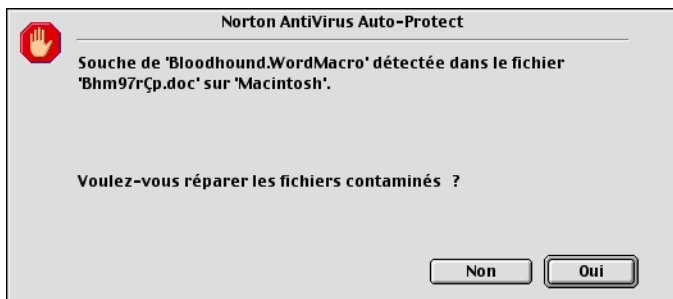 Norton AntiVirus Auto-Protect
Souche de 'Bloodhound.WordMacro' détectée dans le fichier
'Bhm97rÇp.doc' sur 'Macintosh'.
Voulez-vous réparer les fichiers contaminés ?
Non
Oui